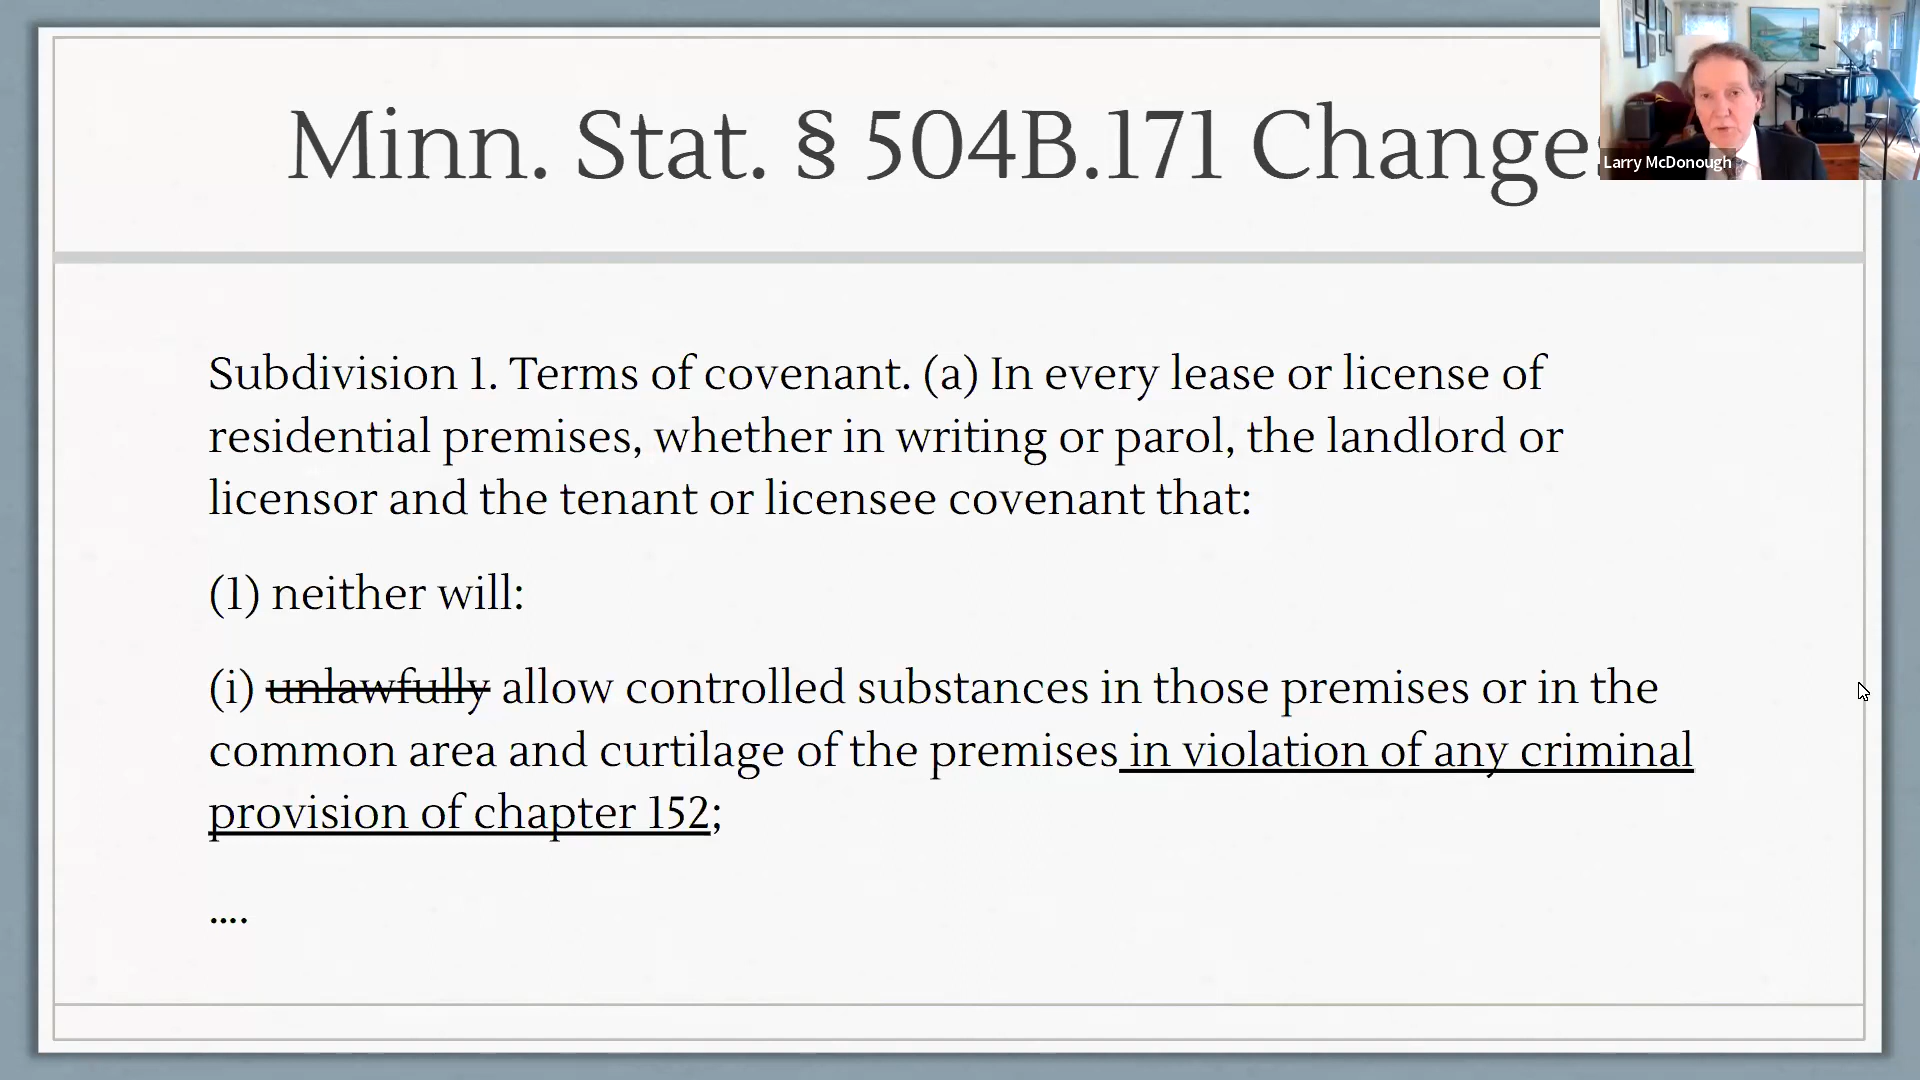 Minn. Stat. § 504B.171 Change
Larry McDonough
Subdivision 1. Terms of covenant. (a) In every lease or license of
residential premises, whether in writing or parol, the landlord or
licensor and the tenant or licensee covenant that:
(1) neither will:
(i) unlawfully allow controlled substances in those premises or in the
common area and curtilage of the premises in violation of any criminal
provision of chapter 152;
....